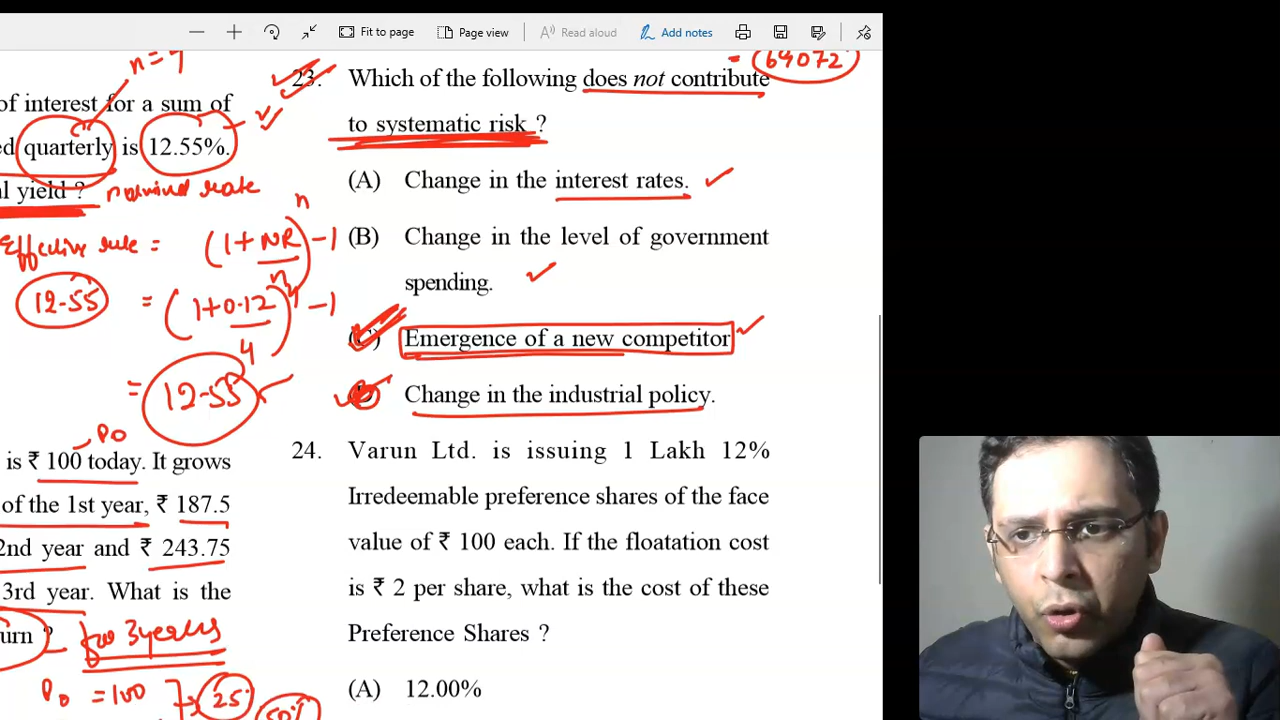 Fit to page
Page view
Read aloud
Add notes
n = 4
of interest for a sum of
ed quarterly is 12.55%.
al yield ? nominal rate
n
Effective rate = (1 + NR) - 1
n
12-55 = (1+0.12)4 - 1
4
= 12-55
P0
is ₹ 100 today. It grows
of the 1st year, ₹ 187.5
2nd year and ₹ 243.75
3rd year. What is the
urn ? for 3 years
P0 = 100
25
50%
= 64072
23. Which of the following does not contribute
to systematic risk ?
(A) Change in the interest rates.
(B) Change in the level of government
spending.
(C) Emergence of a new competitor
Change in the industrial policy.
24. Varun Ltd. is issuing 1 Lakh 12%
Irredeemable preference shares of the face
value of ₹ 100 each. If the floatation cost
is ₹ 2 per share, what is the cost of these
Preference Shares ?
(A) 12.00%